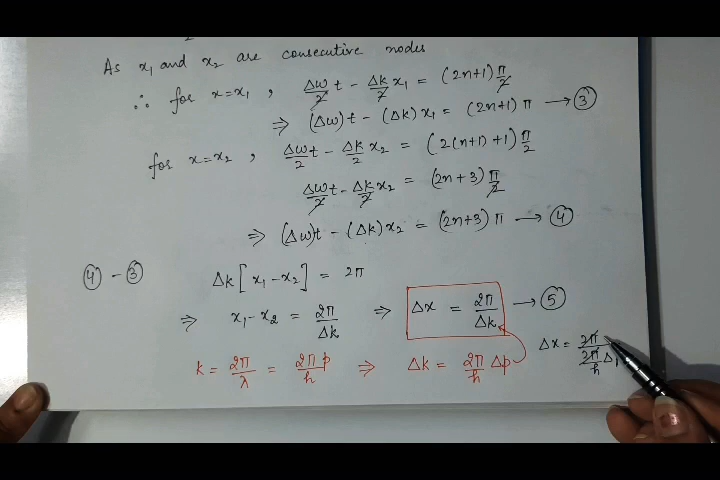 As x₁ and x₂ are consecutive nodes
∴ for x=x₁ , Δω/2 t - Δk/2 x₁ = (2n+1) π/2
⇒ (Δω)t - (Δk)x₁ = (2n+1)π → ③
for x=x₂ , Δω/2 t - Δk/2 x₂ = (2(n+1)+1) π/2
Δω/2 t - Δk/2 x₂ = (2n+3) π/2
⇒ (Δω)t - (Δk)x₂ = (2n+3)π → ④
④ - ③ Δk[x₁-x₂] = 2π
⇒ x₁-x₂ = 2π/Δk ⇒ Δx = 2π/Δk → ⑤
k = 2π/λ = 2πp/h ⇒ Δk = 2π/h Δp
Δx = 2π/(2π/h Δ